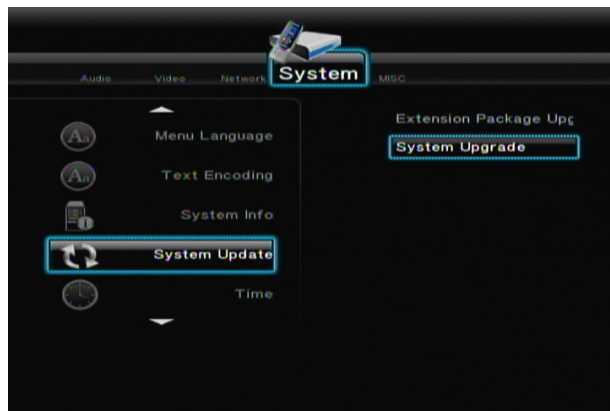 Audio Video Network System MISC
Menu Language
Text Encoding
System Info
System Update
Time
Extension Package Upg
System Upgrade